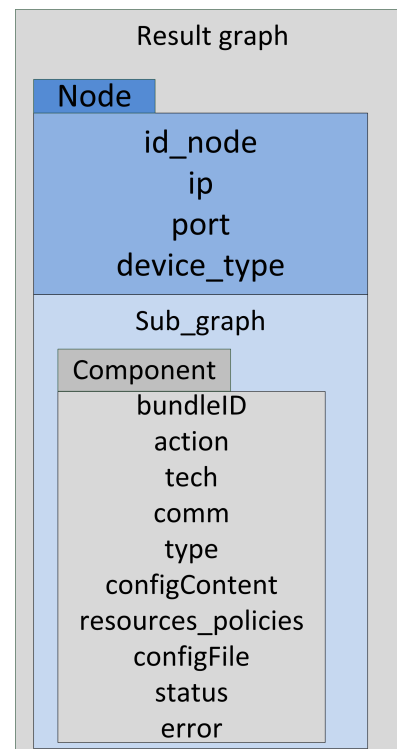 Result graph
Node
id_node
ip
port
device_type
Sub_graph
Component
bundleID
action
tech
comm
type
configContent
resources_policies
configFile
status
error